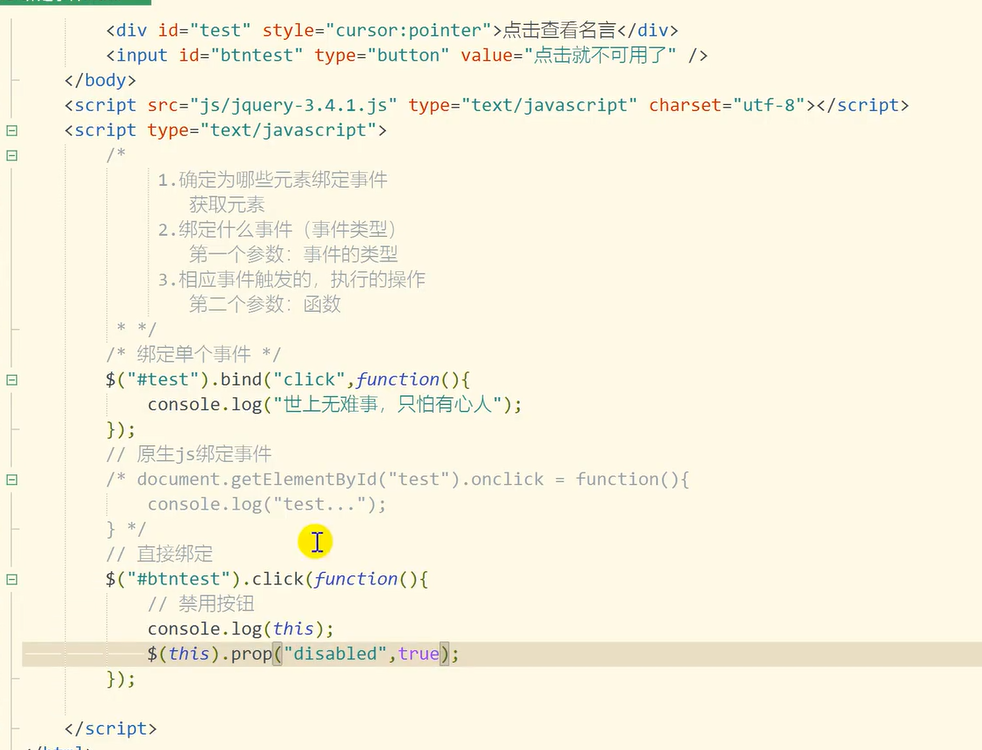 <div id="test" style="cursor:pointer">点击查看名言</div>
<input id="btntest" type="button" value="点击就不可用了" />
</body>
<script src="js/jquery-3.4.1.js" type="text/javascript" charset="utf-8"></script>
<script type="text/javascript">
/*
1.确定为哪些元素绑定事件
获取元素
2.绑定什么事件（事件类型）
第一个参数：事件的类型
3.相应事件触发的，执行的操作
第二个参数：函数
* */
/* 绑定单个事件 */
$("#test").bind("click",function(){
console.log("世上无难事，只怕有心人");
});
// 原生js绑定事件
/* document.getElementById("test").onclick = function(){
console.log("test...");
} */
// 直接绑定
$("#btntest").click(function(){
// 禁用按钮
console.log(this);
$(this).prop("disabled",true);
});
</script>